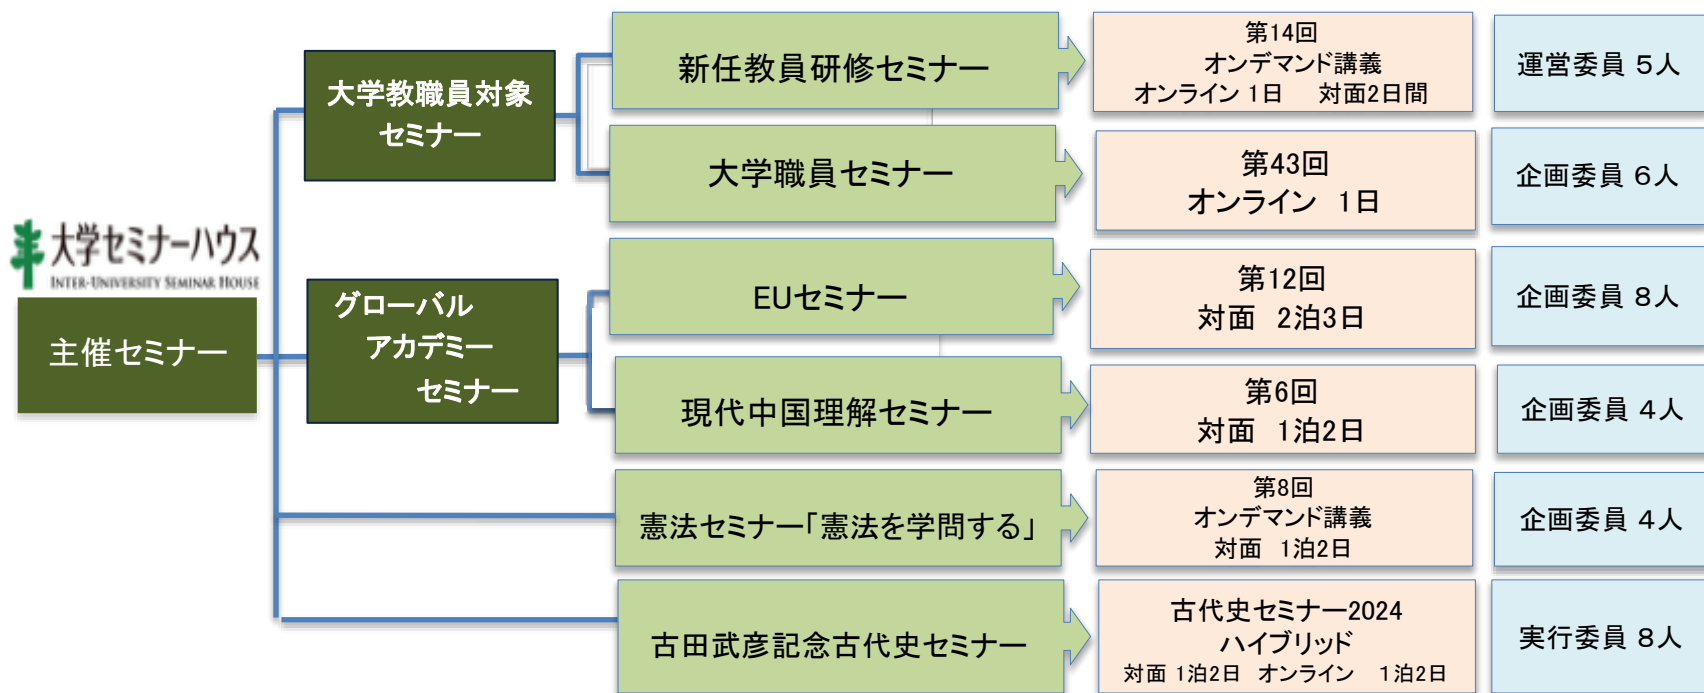 大学セミナーハウス
INTER-UNIVERSITY SEMINAR HOUSE
主催セミナー
大学教職員対象
セミナー
新任教員研修セミナー
第14回
オンデマンド講義
オンライン 1日 対面2日間
運営委員 5人
大学職員セミナー
第43回
オンライン 1日
企画委員 6人
グローバル
アカデミー
セミナー
EUセミナー
第12回
対面 2泊3日
企画委員 8人
現代中国理解セミナー
第6回
対面 1泊2日
企画委員 4人
憲法セミナー「憲法を学問する」
第8回
オンデマンド講義
対面 1泊2日
企画委員 4人
古田武彦記念古代史セミナー
古代史セミナー2024
ハイブリッド
対面 1泊2日 オンライン 1泊2日
実行委員 8人